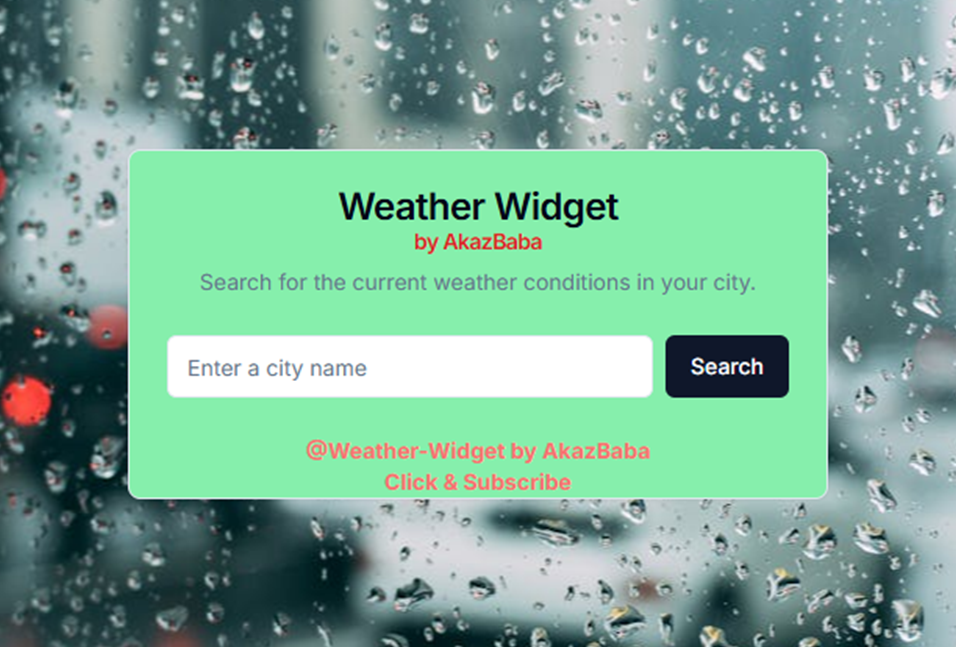 Weather Widget
by AkazBaba
Search for the current weather conditions in your city.
Enter a city name
Search
@Weather-Widget by AkazBaba
Click & Subscribe